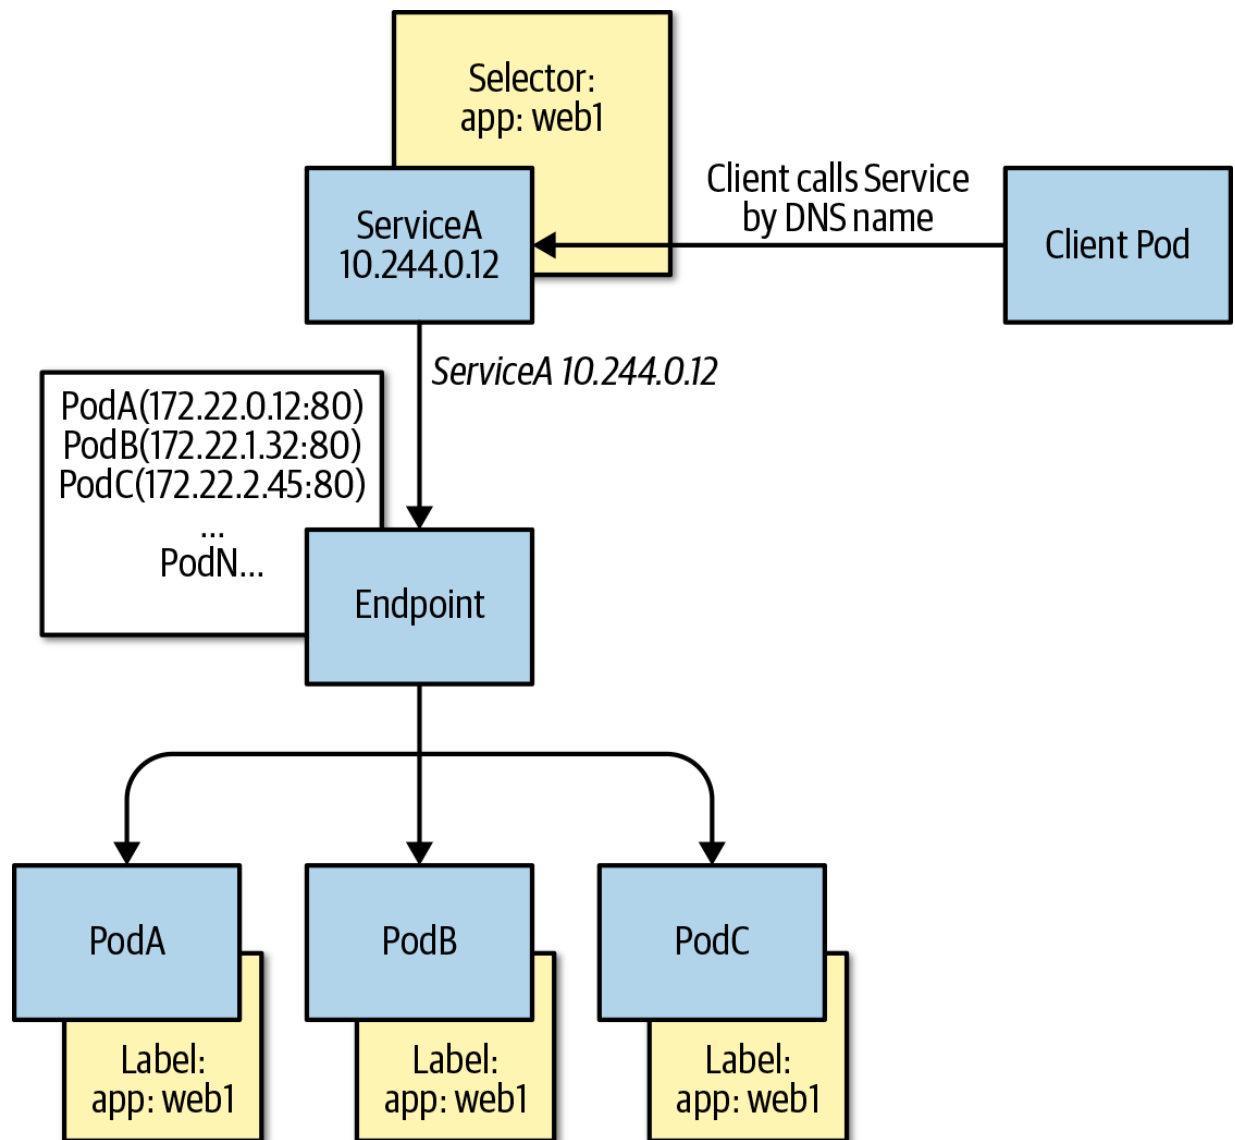 Selector:
app: web1
ServiceA
10.244.0.12
Client calls Service
by DNS name
Client Pod
ServiceA 10.244.0.12
PodA(172.22.0.12:80)
PodB(172.22.1.32:80)
PodC(172.22.2.45:80)
...
PodN...
Endpoint
PodA
PodB
PodC
Label:
app: web1
Label:
app: web1
Label:
app: web1